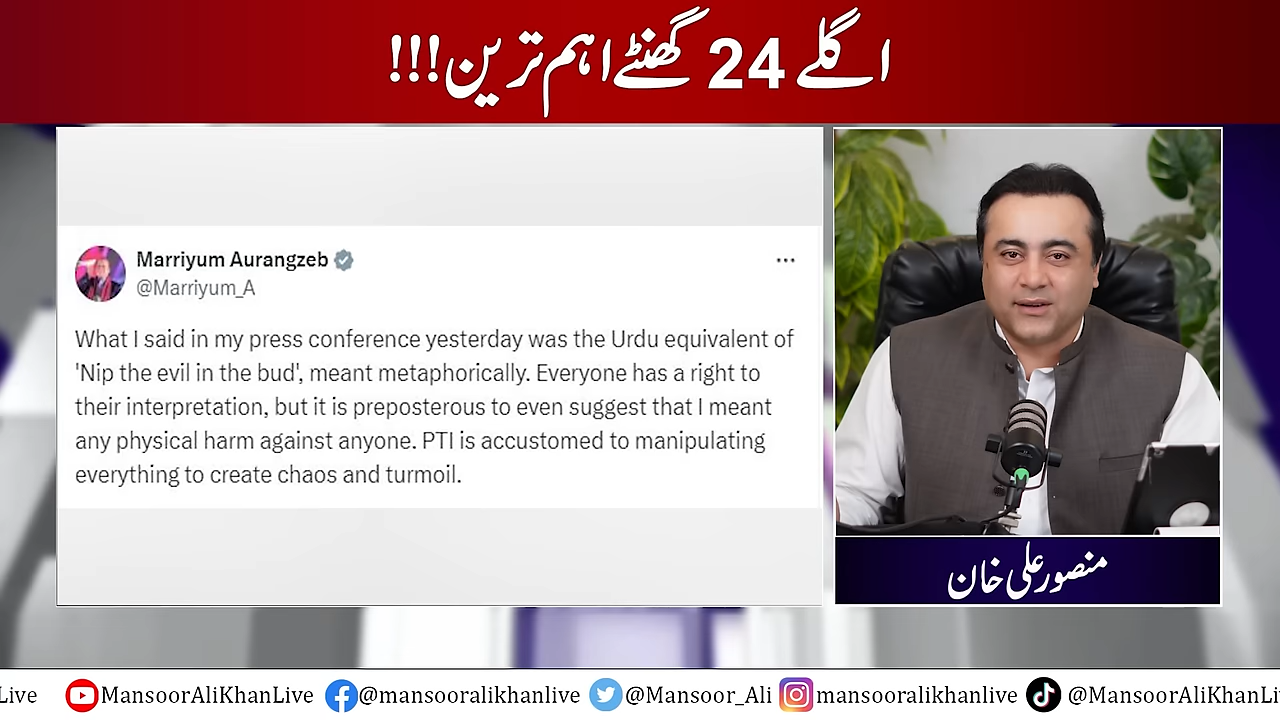 اگلے 24 گھنٹے اہم ترین!!!
Marriyum Aurangzeb
@Marriyum_A
What I said in my press conference yesterday was the Urdu equivalent of
'Nip the evil in the bud', meant metaphorically. Everyone has a right to
their interpretation, but it is preposterous to even suggest that I meant
any physical harm against anyone. PTI is accustomed to manipulating
everything to create chaos and turmoil.
منصور علی خان
Live MansoorAliKhanLive @mansooralikhanlive @Mansoor_Ali mansooralikhanlive @MansoorAliKhanLi